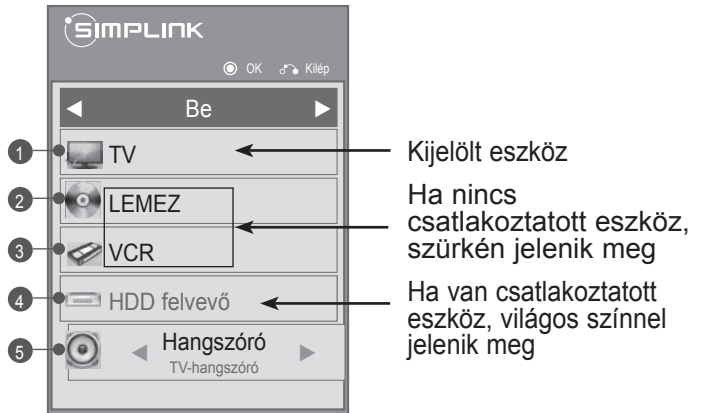 SIMPLINK
OK Kilép
Be
1 TV
Kijelölt eszköz
2 LEMEZ
3 VCR
Ha nincs
csatlakoztatott eszköz,
szürkén jelenik meg
4 HDD felvevő
Ha van csatlakoztatott
eszköz, világos színnel
jelenik meg
5 Hangszóró
TV-hangszóró